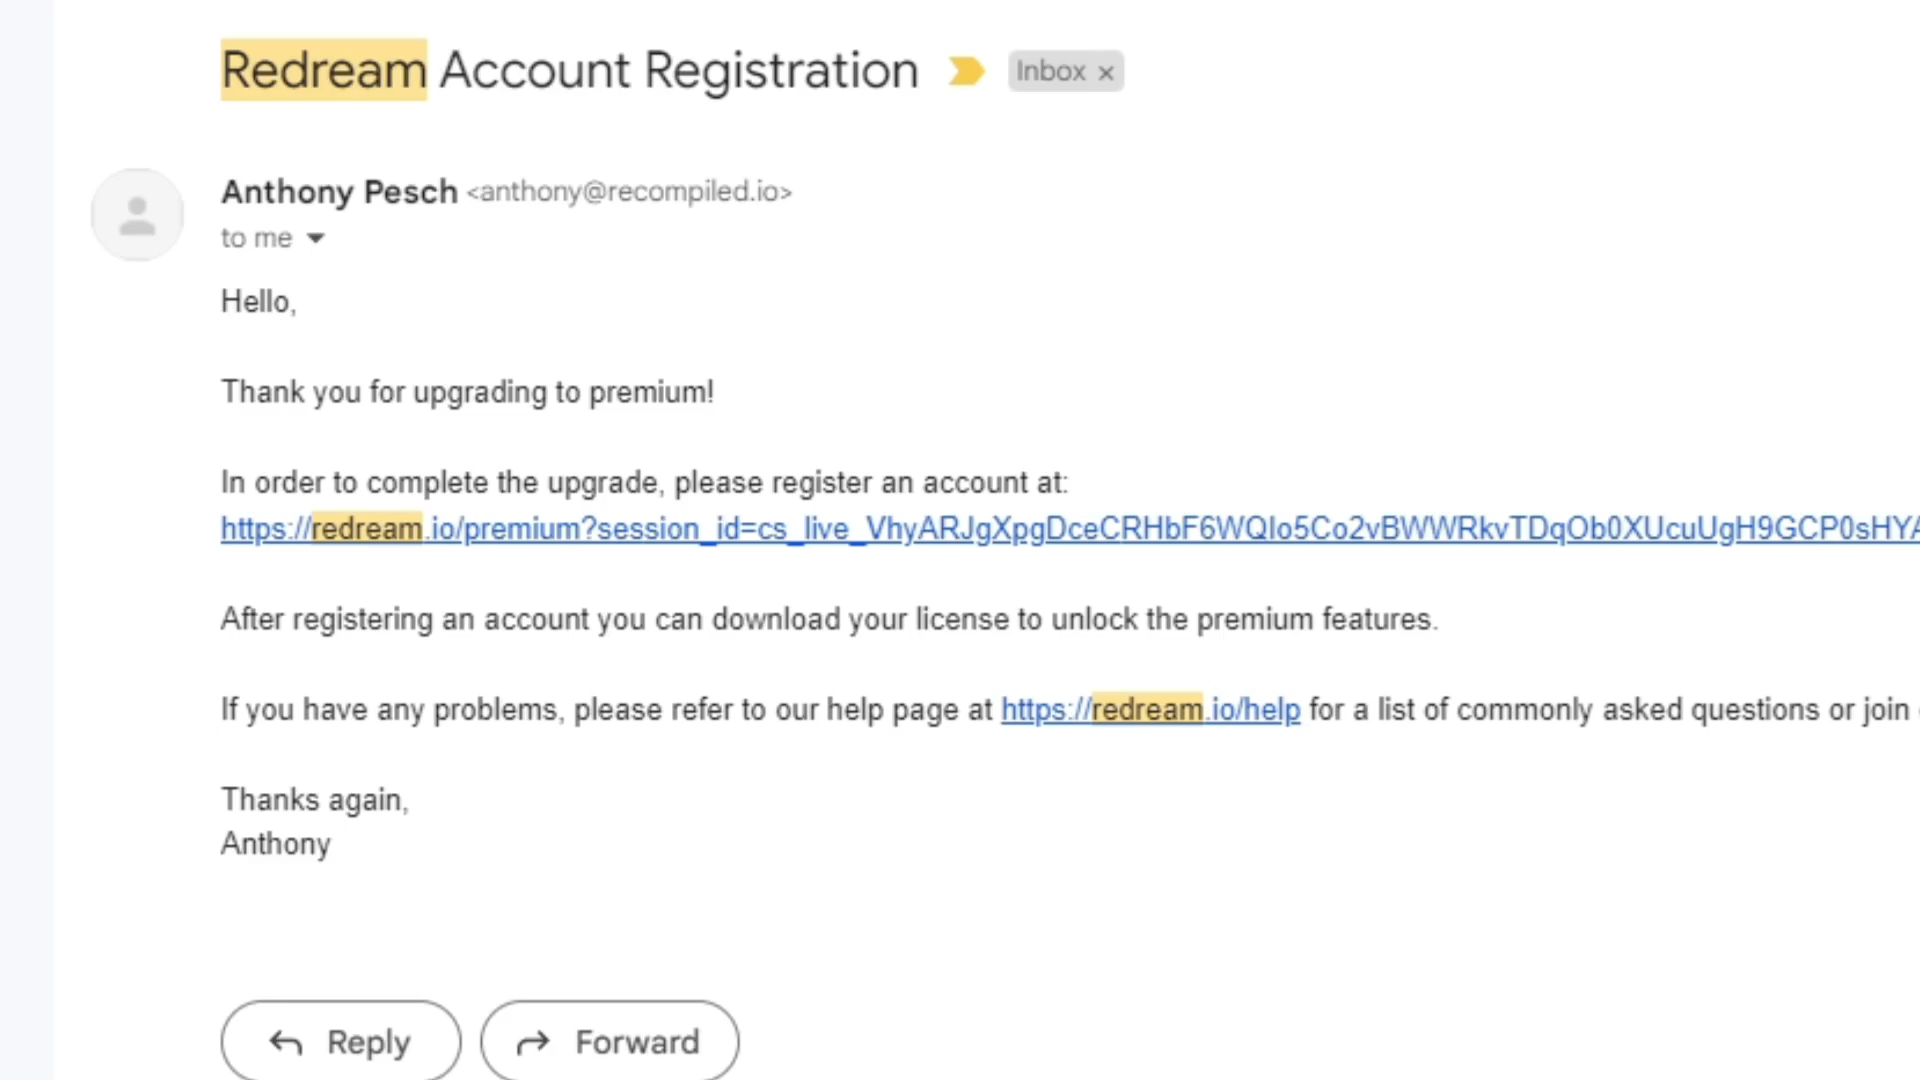 Redream Account Registration
Inbox ×
Anthony Pesch <anthony@recompiled.io>
to me
Hello,
Thank you for upgrading to premium!
In order to complete the upgrade, please register an account at:
https://redream.io/premium?session_id=cs_live_VhyARJgXpgDceCRHbF6WQIo5Co2vBWWRkvTDqOb0XUcuUgH9GCP0sHYA
After registering an account you can download your license to unlock the premium features.
If you have any problems, please refer to our help page at https://redream.io/help for a list of commonly asked questions or join
Thanks again,
Anthony
Reply
Forward